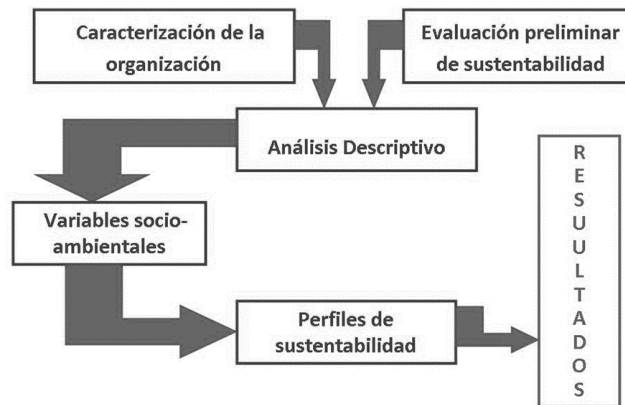 Caracterización de la
organización
Evaluación preliminar
de sustentabilidad
Análisis Descriptivo
Variables socio-
ambientales
Perfiles de
sustentabilidad
R
E
S
U
U
L
T
A
D
O
S